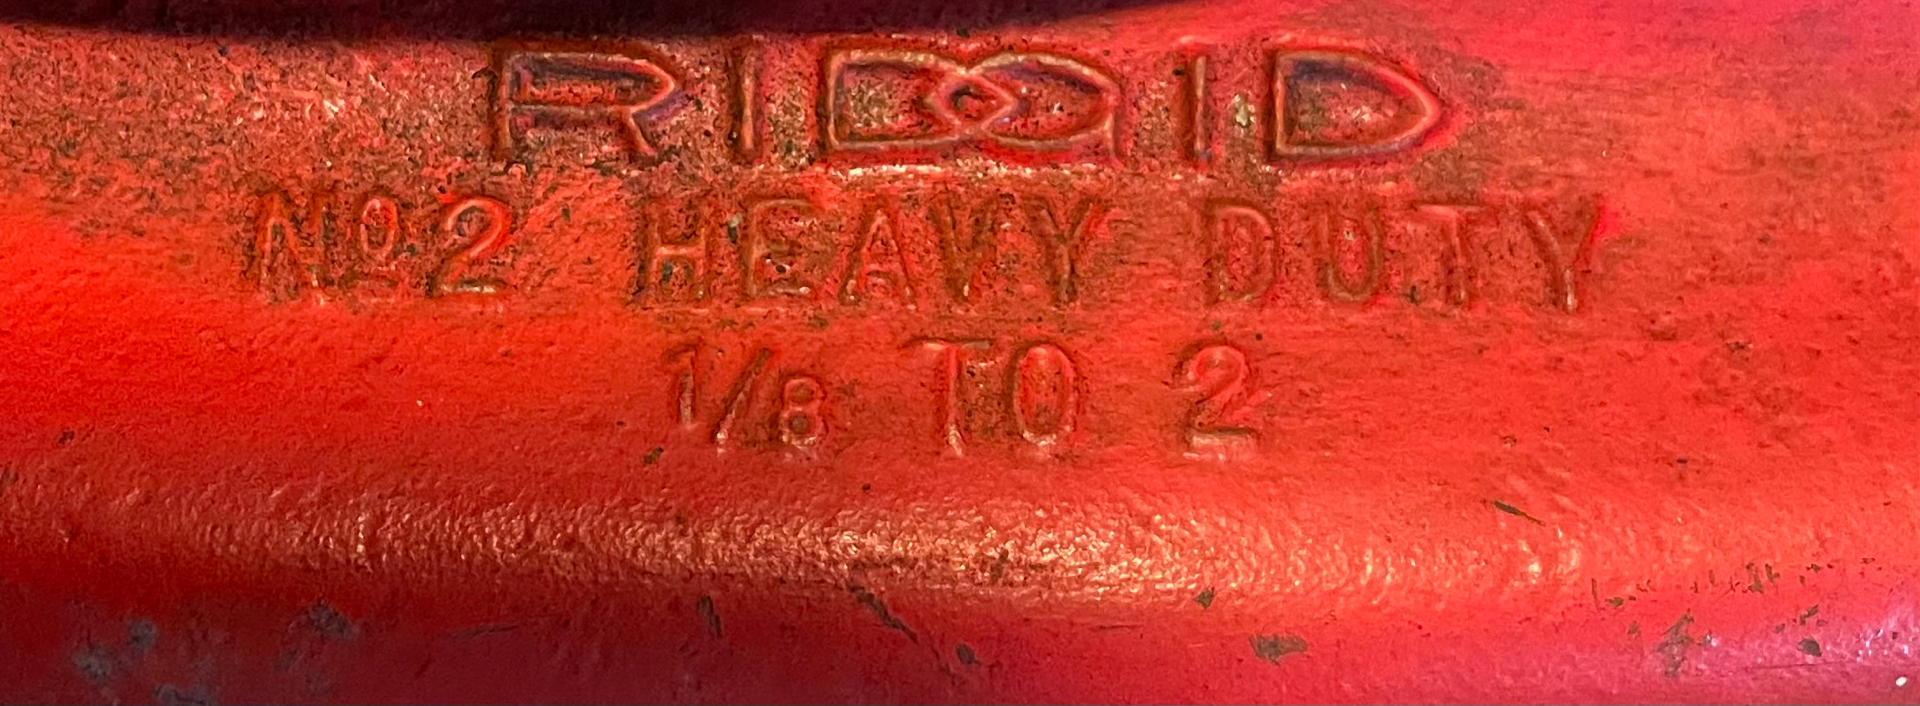 RIDGID
Nº2 HEAVY DUTY
1/8 TO 2